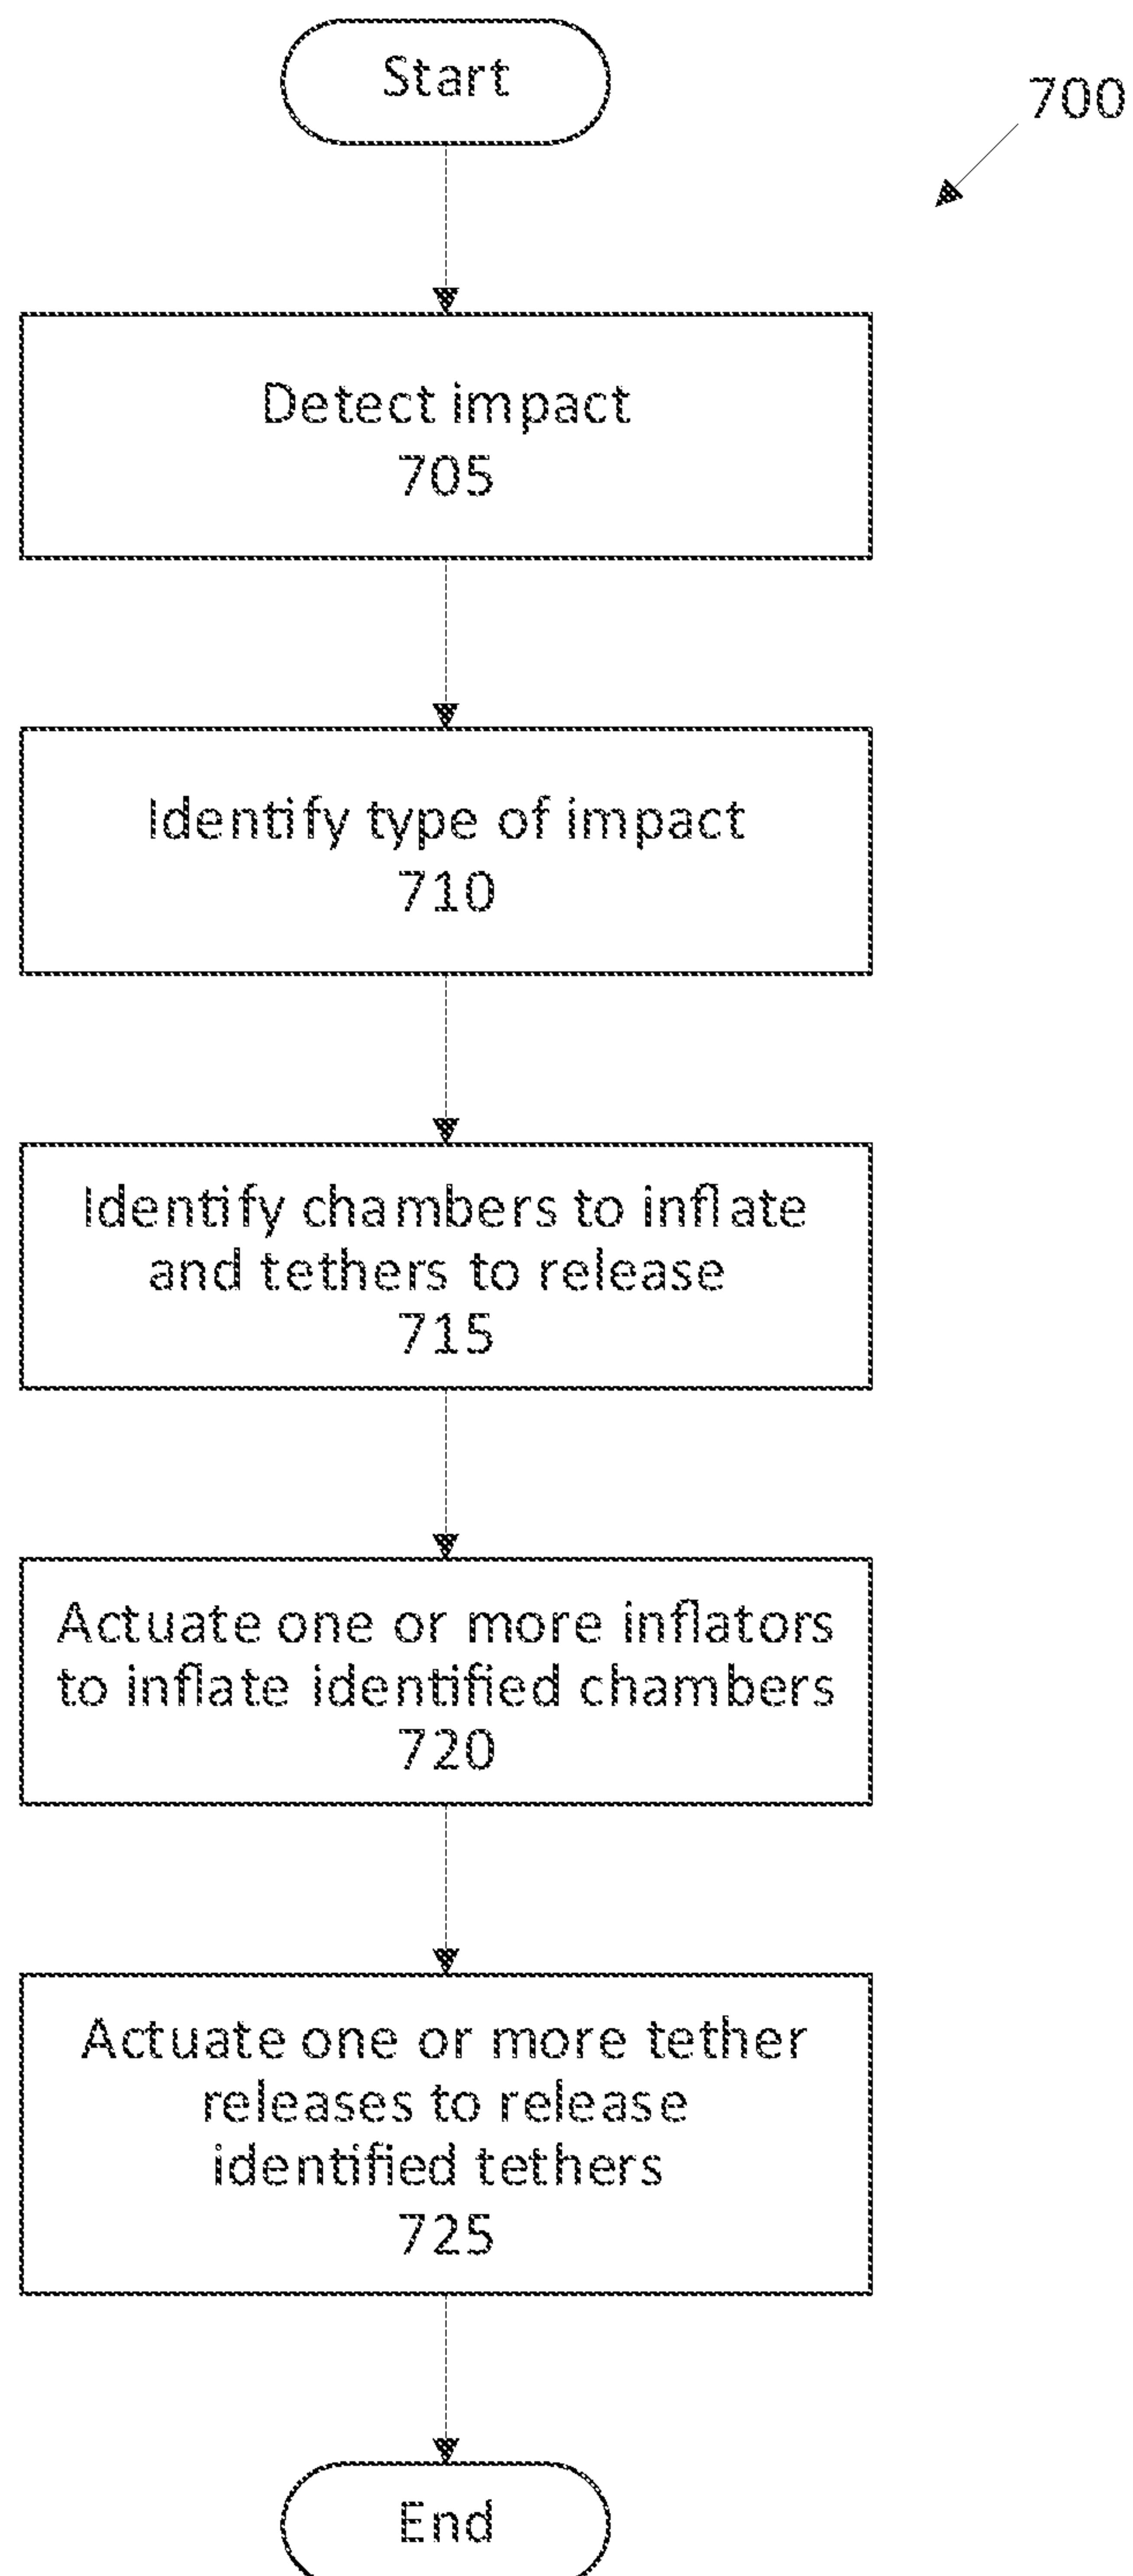 Start
700
Detect impact
705
Identify type of impact
710
Identify chambers to inflate
and tethers to release
715
Actuate one or more inflators
to inflate identified chambers
720
Actuate one or more tether
releases to release
identified tethers
725
End